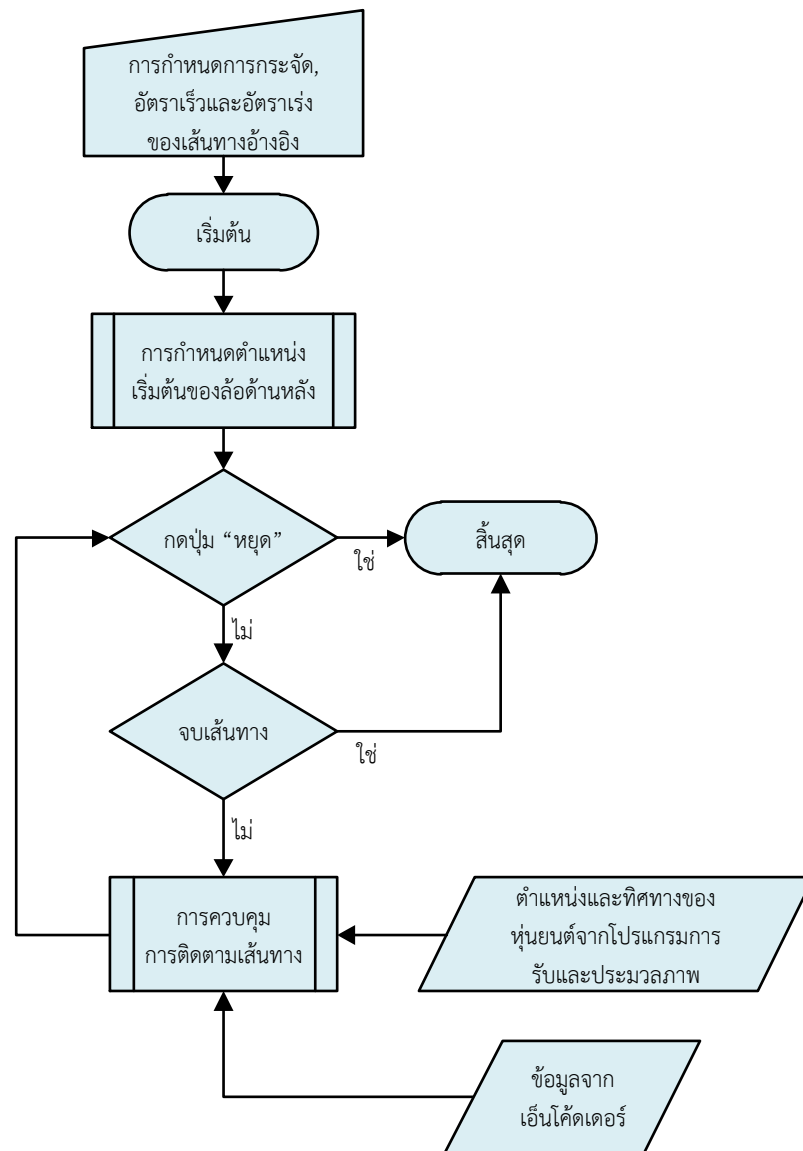 การกำหนดการกระจัด,
อัตราเร็วและอัตราเร่ง
ของเส้นทางอ้างอิง
เริ่มต้น
การกำหนดตำแหน่ง
เริ่มต้นของล้อด้านหลัง
กดปุ่ม “หยุด”
ใช่
สิ้นสุด
ไม่
จบเส้นทาง
ใช่
ไม่
การควบคุม
การติดตามเส้นทาง
ตำแหน่งและทิศทางของ
หุ่นยนต์จากโปรแกรมการ
รับและประมวลภาพ
ข้อมูลจาก
เอ็นโค้ดเดอร์